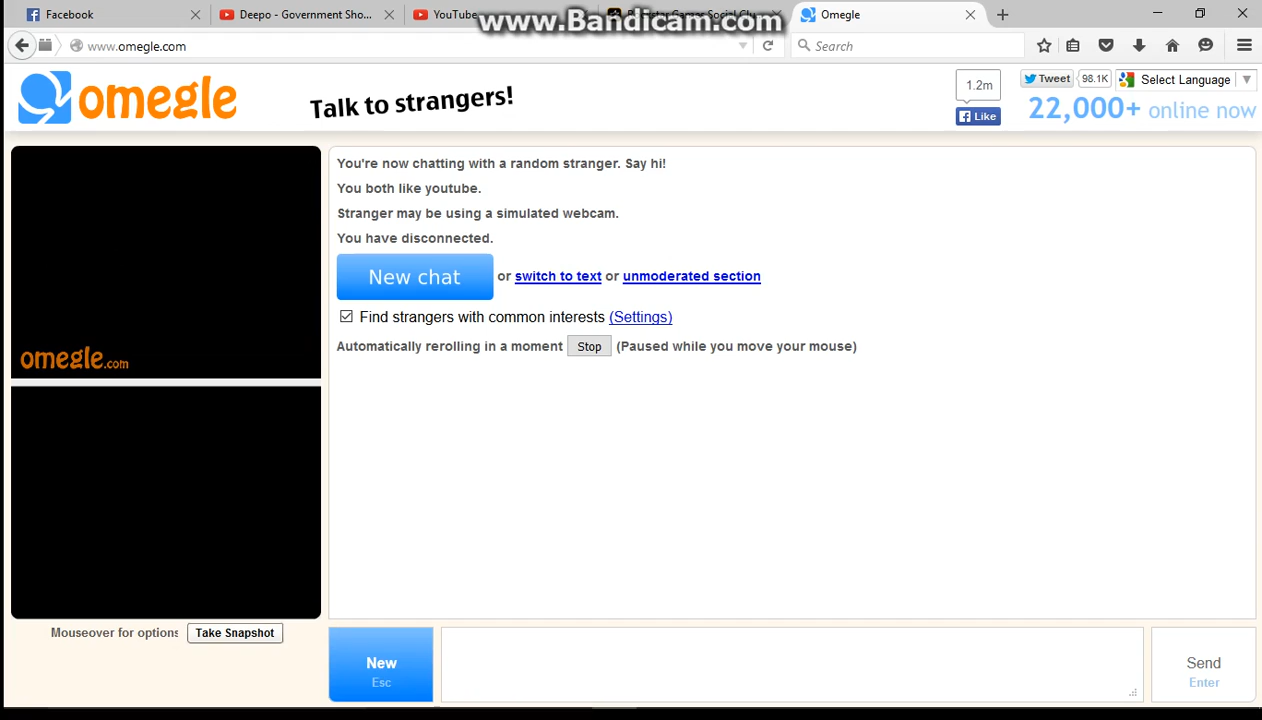 Facebook
Deepo - Government Sho...
YouTube
Omegle
www.Bandicam.com
www.omegle.com
Search
omegle
Talk to strangers!
1.2m
Like
Tweet
98.1K
Select Language
22,000+ online now
You're now chatting with a random stranger. Say hi!
You both like youtube.
Stranger may be using a simulated webcam.
You have disconnected.
New chat or switch to text or unmoderated section
Find strangers with common interests (Settings)
Automatically rerolling in a moment Stop (Paused while you move your mouse)
omegle.com
Mouseover for options
Take Snapshot
New
Esc
Send
Enter